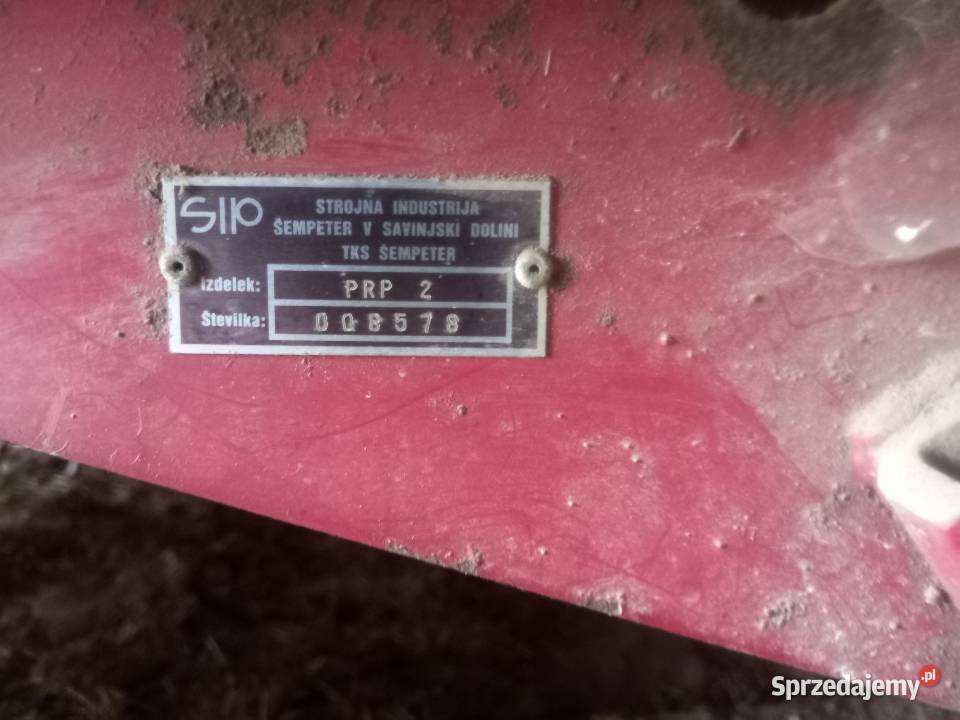 SIP
STROJNA INDUSTRIJA
ŠEMPETER V SAVINJSKI DOLINI
TKS ŠEMPETER
Izdelek: PRP 2
Številka: 008578
Sprzedajemy.pl